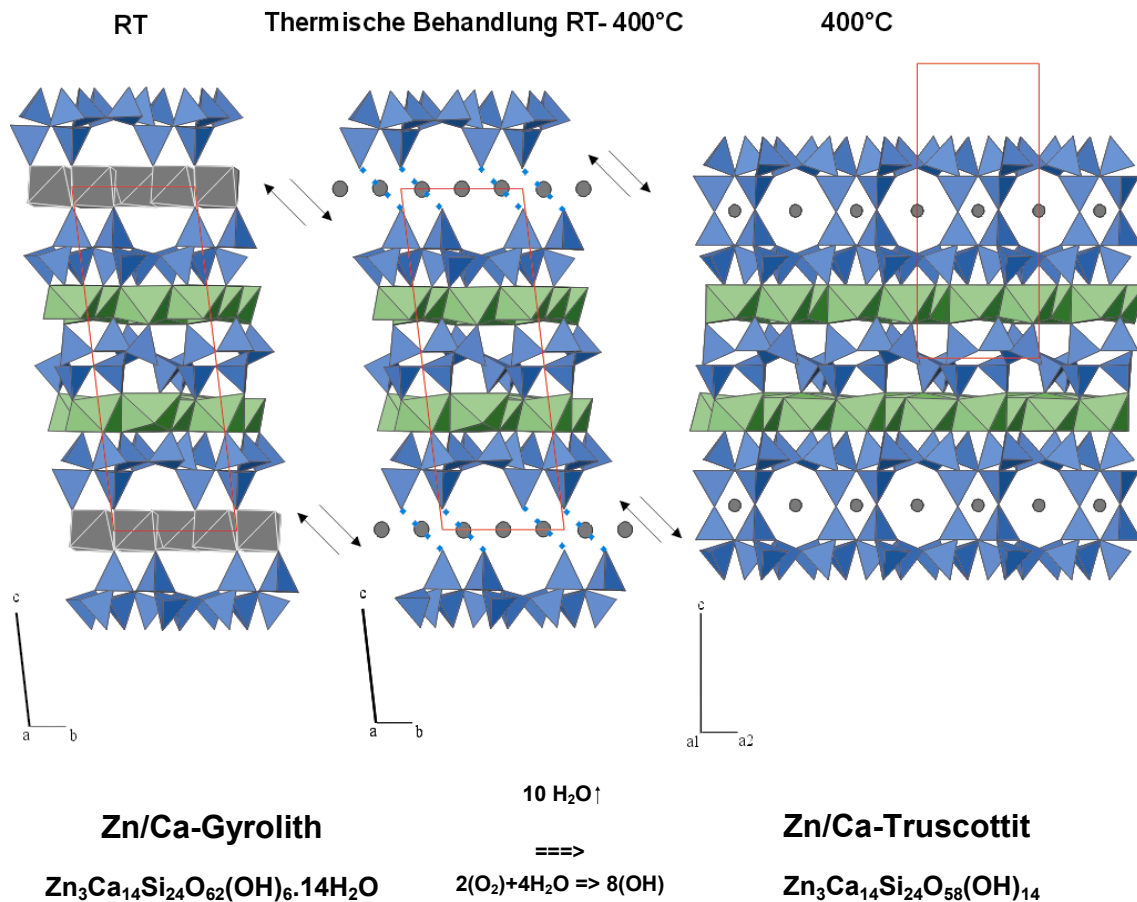 RT Thermische Behandlung RT- 400°C 400°C
c c c
a b a b a1 a2
10 H₂O↑
Zn/Ca-Gyrolith ===> Zn/Ca-Truscottit
Zn₃Ca₁₄Si₂₄O₆₂(OH)₆.14H₂O 2(O₂)+4H₂O => 8(OH) Zn₃Ca₁₄Si₂₄O₅₈(OH)₁₄